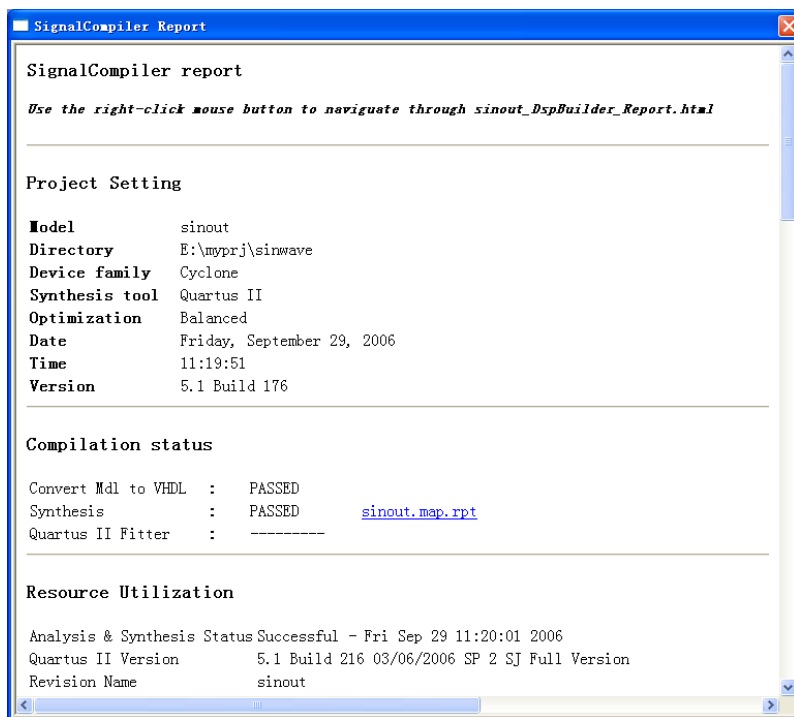 SignalCompiler Report
SignalCompiler report
Use the right-click mouse button to naviguate through sinout_DspBuilder_Report.html
Project Setting
Model sinout
Directory E:\myprj\sinwave
Device family Cyclone
Synthesis tool Quartus II
Optimization Balanced
Date Friday, September 29, 2006
Time 11:19:51
Version 5.1 Build 176
Compilation status
Convert Mdl to VHDL : PASSED
Synthesis : PASSED sinout.map.rpt
Quartus II Fitter : ---------
Resource Utilization
Analysis & Synthesis Status Successful - Fri Sep 29 11:20:01 2006
Quartus II Version 5.1 Build 216 03/06/2006 SP 2 SJ Full Version
Revision Name sinout